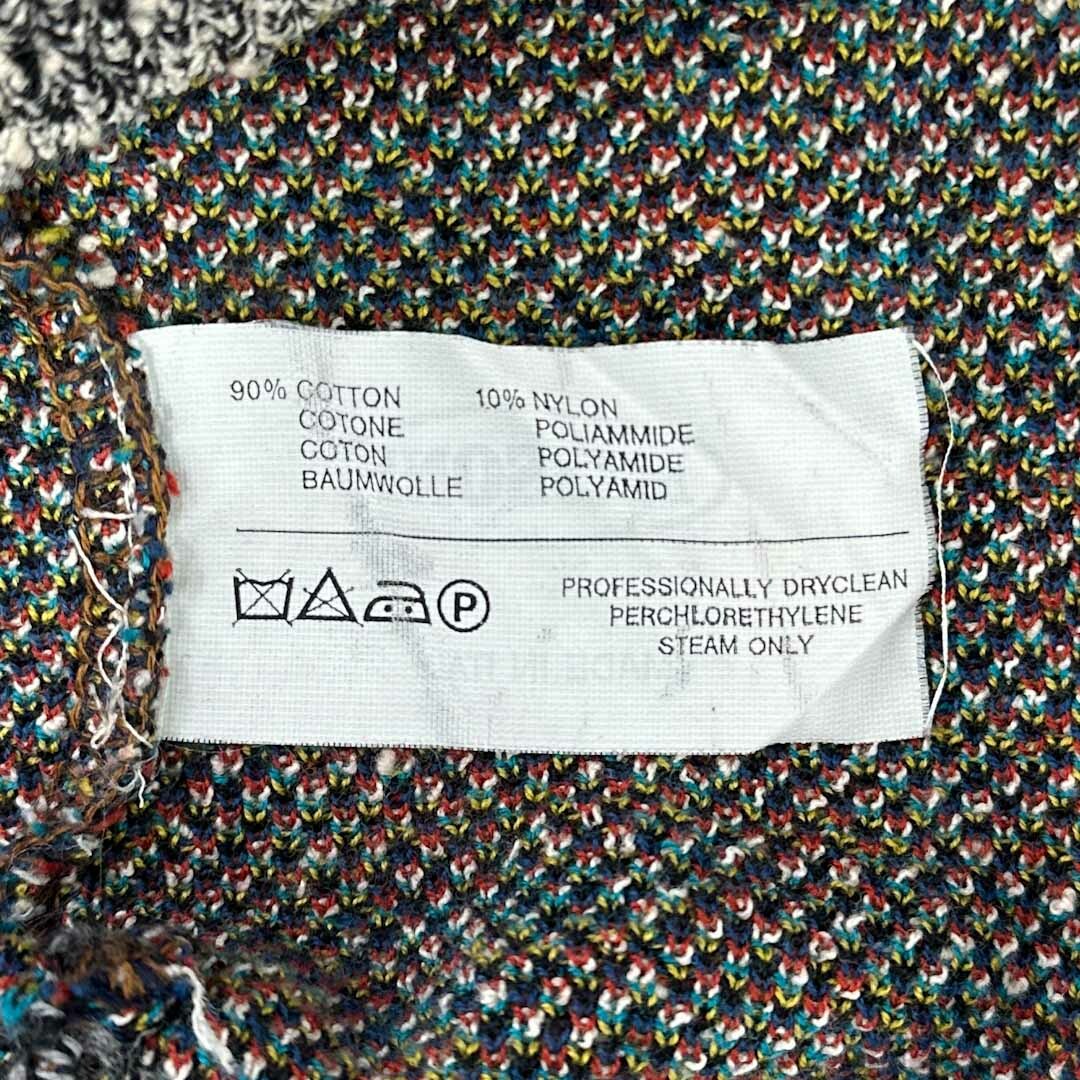 90% COTTON 10% NYLON
COTONE POLIAMMIDE
COTON POLYAMIDE
BAUMWOLLE POLYAMID
P
PROFESSIONALLY DRYCLEAN
PERCHLORETHYLENE
STEAM ONLY